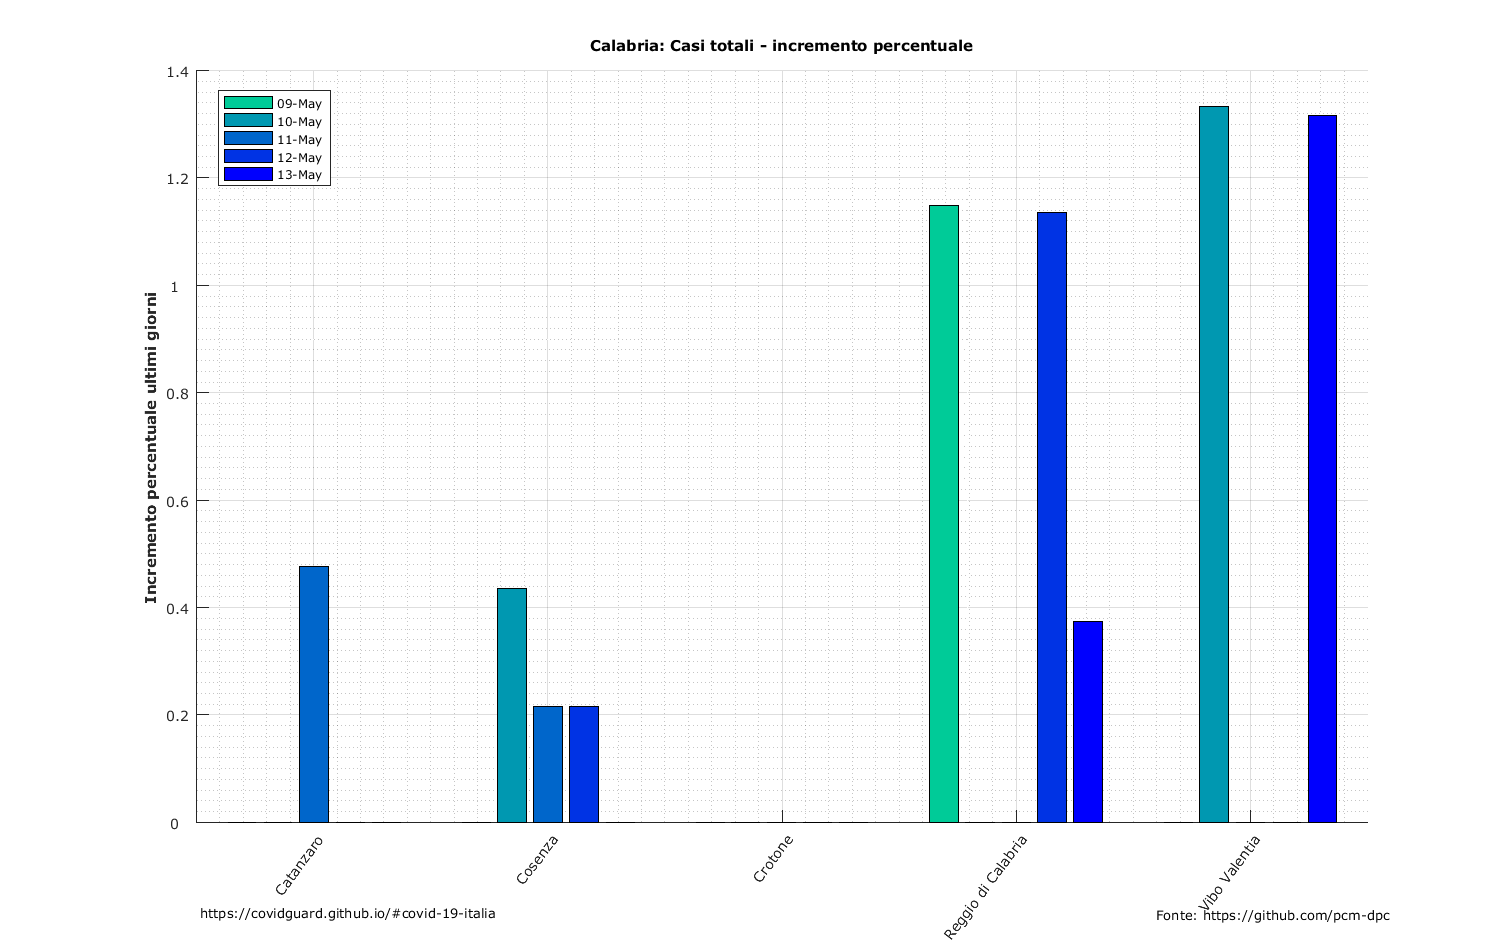 Calabria: Casi totali - incremento percentuale
1.4
1.2
1
0.8
0.6
0.4
0.2
0
Incremento percentuale ultimi giorni
09-May
10-May
11-May
12-May
13-May
Catanzaro
Cosenza
Crotone
Reggio di Calabria
Vibo Valentia
https://covidguard.github.io/#covid-19-italia
Fonte: https://github.com/pcm-dpc